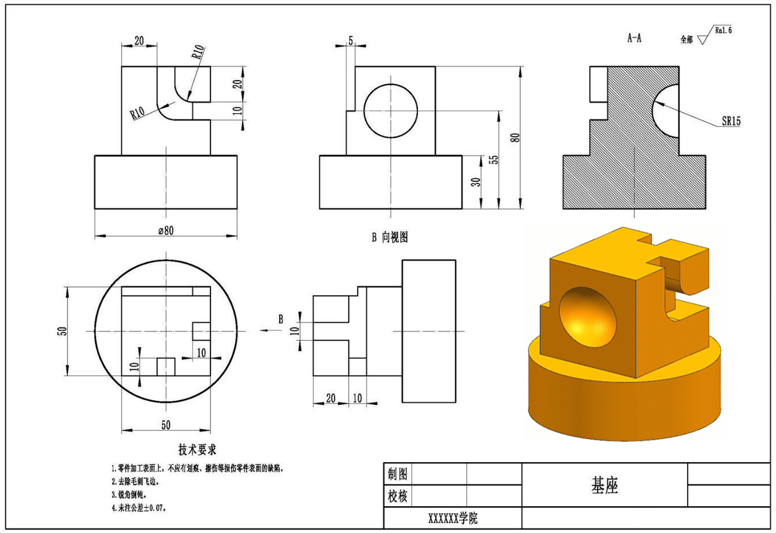 20
R10
R10
20
10
ø80
5
30
55
80
A-A
全部
Ra1.6
SR15
B 向视图
50
10
10
50
B
10
20
10
技术要求
1.零件加工表面上，不应有划痕、擦伤等损伤零件表面的缺陷。
2.去除毛刺飞边。
3.锐角倒钝。
4.未注公差±0.07。
制图
校核
基座
XXXXXX学院